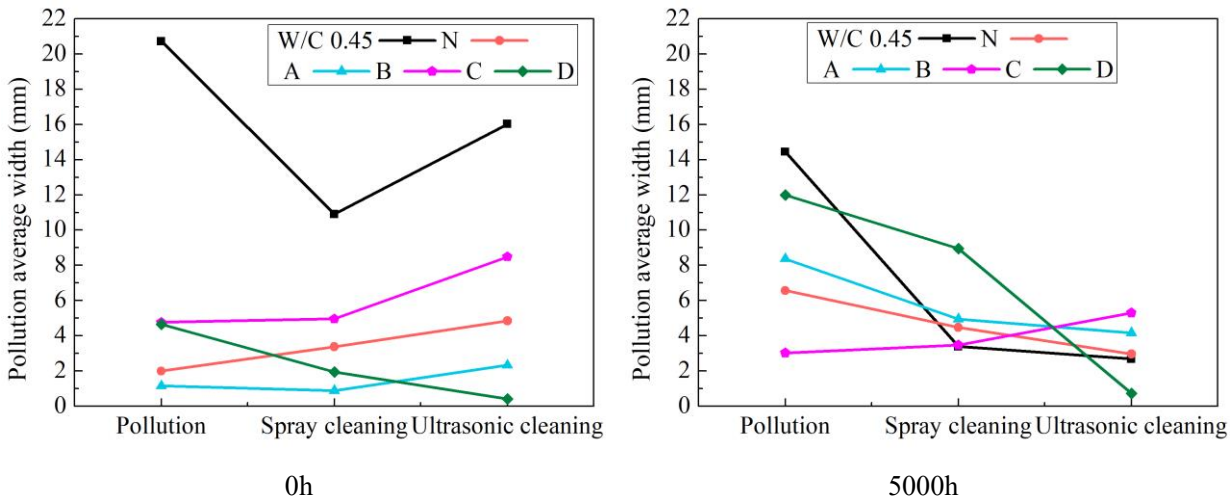 22
20
18
16
14
12
10
8
6
4
2
0
Pollution average width (mm)
W/C 0.45 N
A B C D
Pollution Spray cleaning Ultrasonic cleaning
0h
22
20
18
16
14
12
10
8
6
4
2
0
Pollution average width (mm)
W/C 0.45 N
A B C D
Pollution Spray cleaning Ultrasonic cleaning
5000h